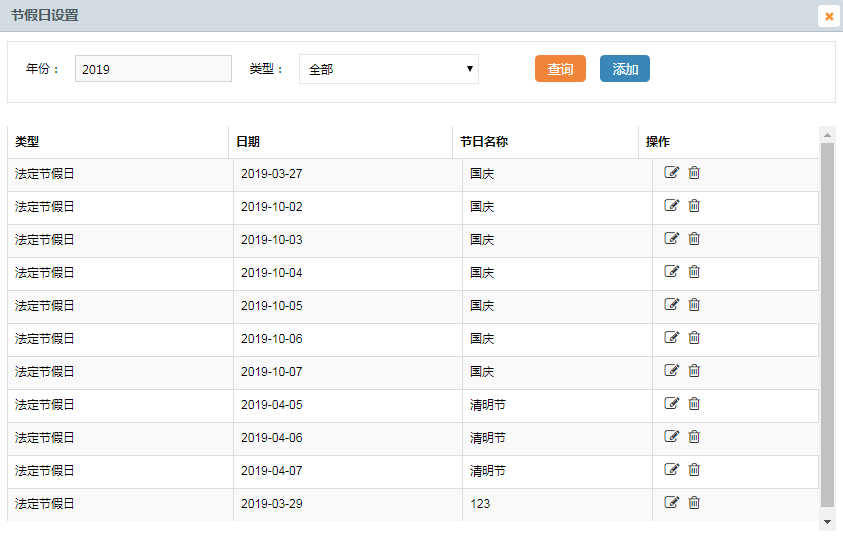 节假日设置
年份： 2019 类型： 全部 查询 添加
类型 日期 节日名称 操作
法定节假日 2019-03-27 国庆
法定节假日 2019-10-02 国庆
法定节假日 2019-10-03 国庆
法定节假日 2019-10-04 国庆
法定节假日 2019-10-05 国庆
法定节假日 2019-10-06 国庆
法定节假日 2019-10-07 国庆
法定节假日 2019-04-05 清明节
法定节假日 2019-04-06 清明节
法定节假日 2019-04-07 清明节
法定节假日 2019-03-29 123